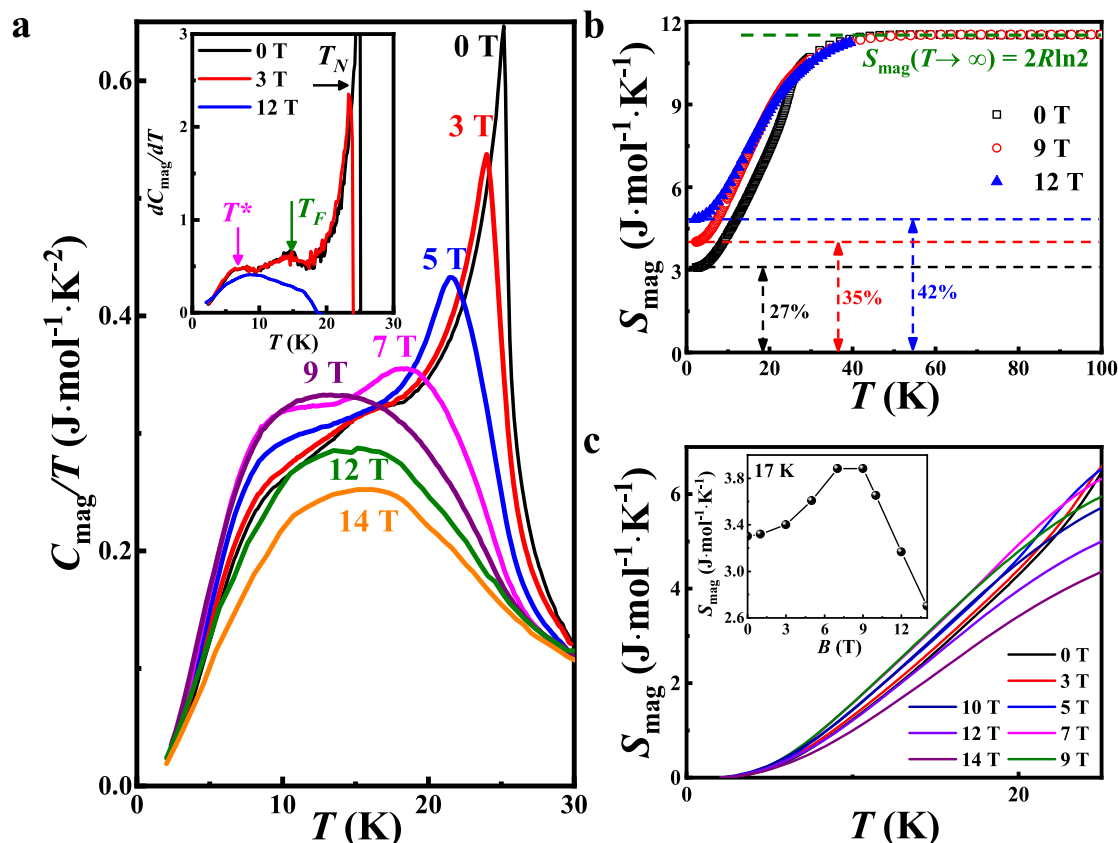 a
C_mag/T (J·mol⁻¹·K⁻²)
0.6
0.4
0.2
0.0
0
10
20
30
T (K)
0 T
3 T
5 T
7 T
9 T
12 T
14 T
dC_mag/dT
3
2
1
0
0
10
20
30
T (K)
0 T
3 T
12 T
T_N
T*
T_F
b
S_mag (J·mol⁻¹·K⁻¹)
12
9
6
3
0
0
20
40
60
80
100
T (K)
S_mag(T→ ∞) = 2Rln2
0 T
9 T
12 T
27%
35%
42%
c
S_mag (J·mol⁻¹·K⁻¹)
6
4
2
0
0
10
20
T (K)
17 K
S_mag (J·mol⁻¹·K⁻¹)
3.8
3.4
3.0
2.6
0
3
6
9
12
B (T)
0 T
3 T
10 T
5 T
12 T
7 T
14 T
9 T